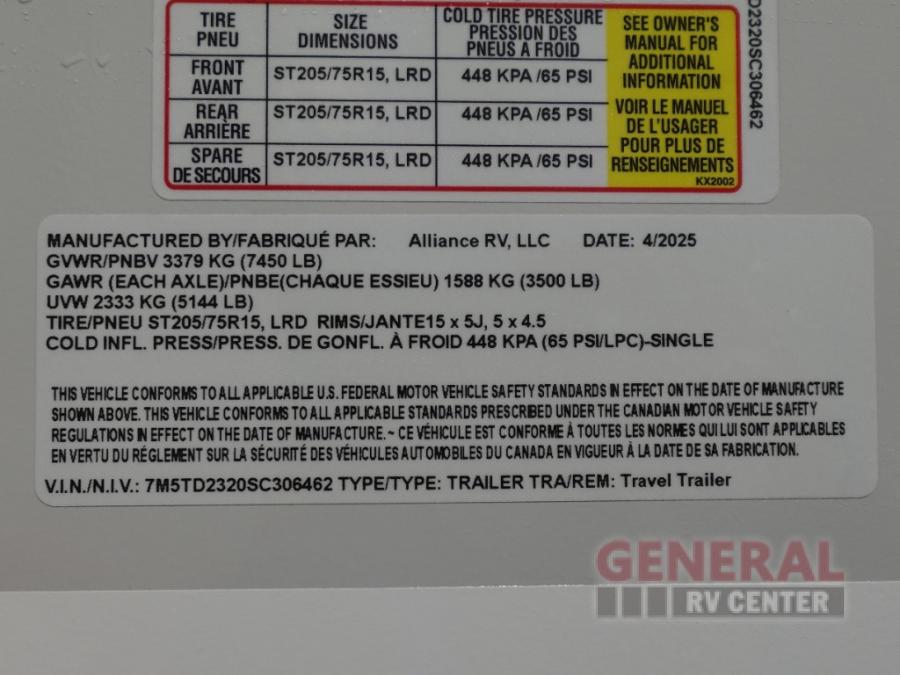 TIRE SIZE COLD TIRE PRESSURE
PNEU DIMENSIONS PRESSION DES
PNEUS A FROID
FRONT ST205/75R15, LRD 448 KPA /65 PSI
AVANT
REAR ST205/75R15, LRD 448 KPA /65 PSI
ARRIÈRE
SPARE ST205/75R15, LRD 448 KPA /65 PSI
DE SECOURS
SEE OWNER'S
MANUAL FOR
ADDITIONAL
INFORMATION
VOIR LE MANUEL
DE L'USAGER
POUR PLUS DE
RENSEIGNEMENTS
KX2002
D2320SC306462
MANUFACTURED BY/FABRIQUÉ PAR: Alliance RV, LLC DATE: 4/2025
GVWR/PNBV 3379 KG (7450 LB)
GAWR (EACH AXLE)/PNBE(CHAQUE ESSIEU) 1588 KG (3500 LB)
UVW 2333 KG (5144 LB)
TIRE/PNEU ST205/75R15, LRD RIMS/JANTE15 x 5J, 5 x 4.5
COLD INFL. PRESS/PRESS. DE GONFL. À FROID 448 KPA (65 PSI/LPC)-SINGLE
THIS VEHICLE CONFORMS TO ALL APPLICABLE U.S. FEDERAL MOTOR VEHICLE SAFETY STANDARDS IN EFFECT ON THE DATE OF MANUFACTURE
SHOWN ABOVE. THIS VEHICLE CONFORMS TO ALL APPLICABLE STANDARDS PRESCRIBED UNDER THE CANADIAN MOTOR VEHICLE SAFETY
REGULATIONS IN EFFECT ON THE DATE OF MANUFACTURE. ~ CE VÉHICULE EST CONFORME À TOUTES LES NORMES QUI LUI SONT APPLICABLES
EN VERTU DU RÉGLEMENT SUR LA SÉCURITÉ DES VÉHICULES AUTOMOBILES DU CANADA EN VIGUEUR À LA DATE DE SA FABRICATION.
V.I.N./N.I.V.: 7M5TD2320SC306462 TYPE/TYPE: TRAILER TRA/REM: Travel Trailer
GENERAL
RV CENTER